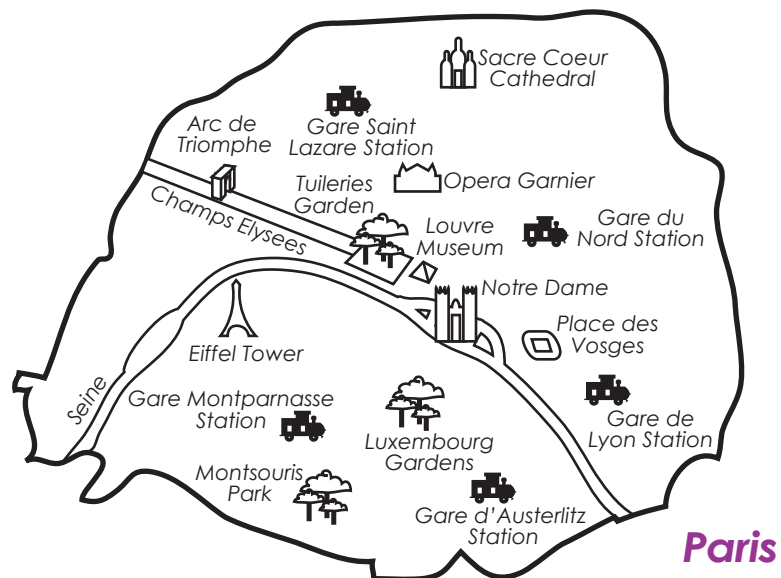 Sacre Coeur
Cathedral
Arc de
Triomphe
Gare Saint
Lazare Station
Tuileries
Garden
Opera Garnier
Champs Elysees
Louvre
Museum
Gare du
Nord Station
Notre Dame
Place des
Vosges
Eiffel Tower
Seine
Gare Montparnasse
Station
Luxembourg
Gardens
Gare de
Lyon Station
Montsouris
Park
Gare d'Austerlitz
Station
Paris